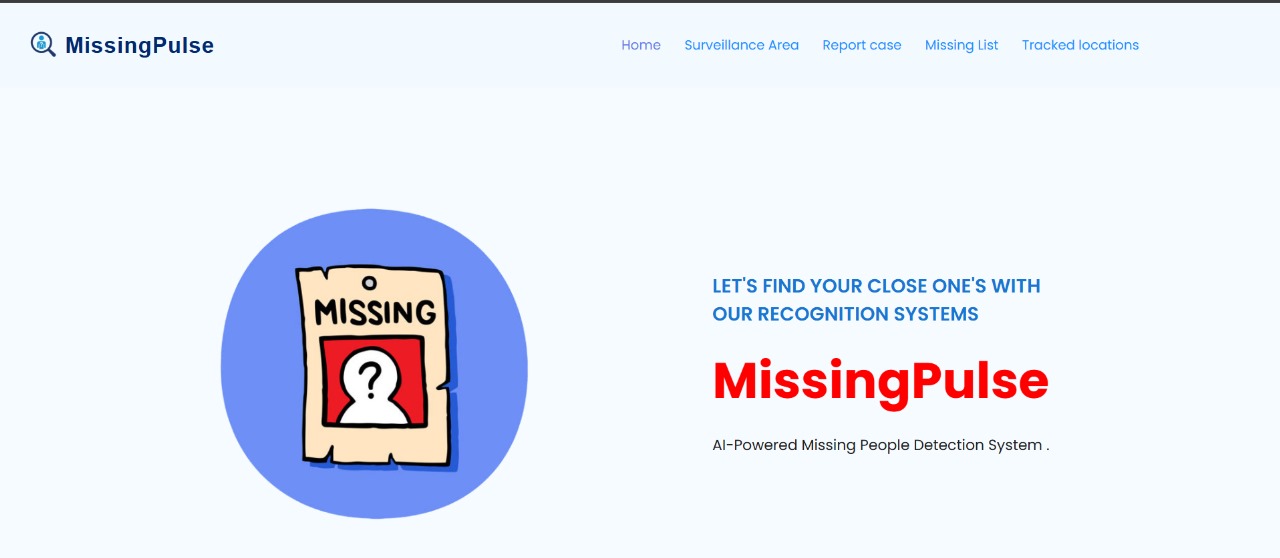 MissingPulse
Home Surveillance Area Report case Missing List Tracked locations
MISSING
?
LET'S FIND YOUR CLOSE ONE'S WITH
OUR RECOGNITION SYSTEMS
MissingPulse
AI-Powered Missing People Detection System .